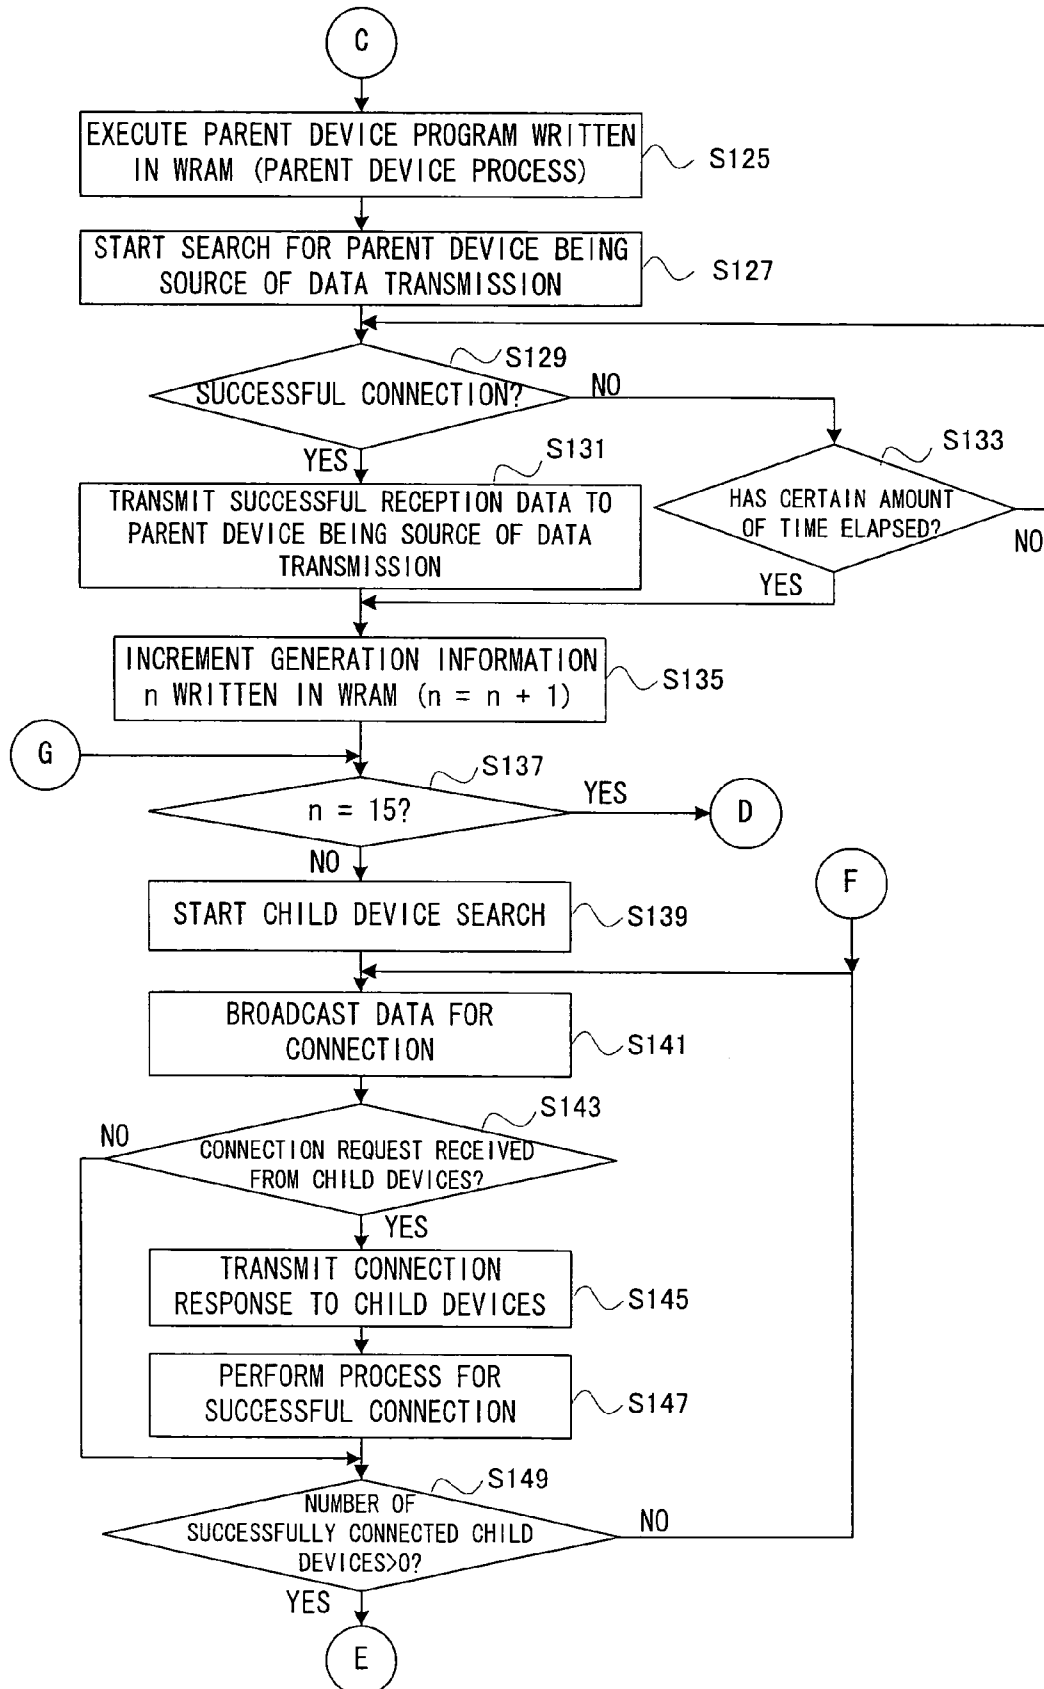 C
EXECUTE PARENT DEVICE PROGRAM WRITTEN
IN WRAM (PARENT DEVICE PROCESS)
S125
START SEARCH FOR PARENT DEVICE BEING
SOURCE OF DATA TRANSMISSION
S127
S129
SUCCESSFUL CONNECTION?
NO
YES
S131
S133
TRANSMIT SUCCESSFUL RECEPTION DATA TO
PARENT DEVICE BEING SOURCE OF DATA
TRANSMISSION
HAS CERTAIN AMOUNT
OF TIME ELAPSED?
NO
YES
INCREMENT GENERATION INFORMATION
n WRITTEN IN WRAM (n = n + 1)
S135
G
S137
n = 15?
YES
D
NO
F
START CHILD DEVICE SEARCH
S139
BROADCAST DATA FOR
CONNECTION
S141
S143
NO
CONNECTION REQUEST RECEIVED
FROM CHILD DEVICES?
YES
TRANSMIT CONNECTION
RESPONSE TO CHILD DEVICES
S145
PERFORM PROCESS FOR
SUCCESSFUL CONNECTION
S147
S149
NUMBER OF
SUCCESSFULLY CONNECTED CHILD
DEVICES>0?
NO
YES
E